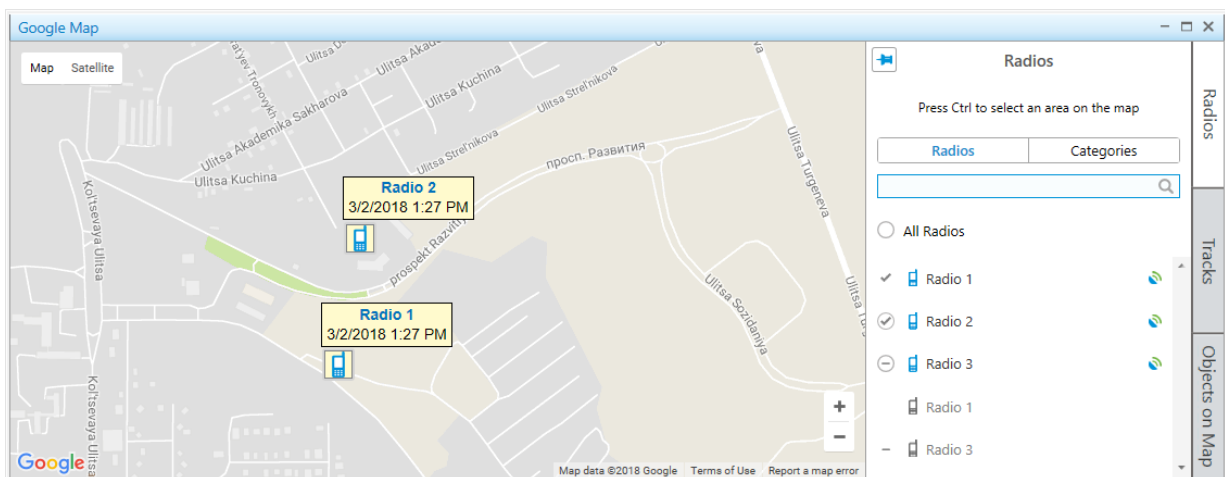 Google Map
Map Satellite
Ulitsa Akademika Sakharova
Ulitsa Kuchina
Ulitsa Strel'nikova
Ulitsa Strel'nikova
Ulitsa Kuchina
просп. Развития
prospekt Razvitiya
Ulitsa Turgeneva
Ulitsa Sozidaniya
Kol'tsevaya Ulitsa
Kol'tsevaya Ulitsa
Radio 2
3/2/2018 1:27 PM
Radio 1
3/2/2018 1:27 PM
+
−
Google
Map data ©2018 Google Terms of Use Report a map error
Radios
Press Ctrl to select an area on the map
Radios Categories
All Radios
Radio 1
Radio 2
Radio 3
Radio 1
Radio 3
Radios
Tracks
Objects on Map